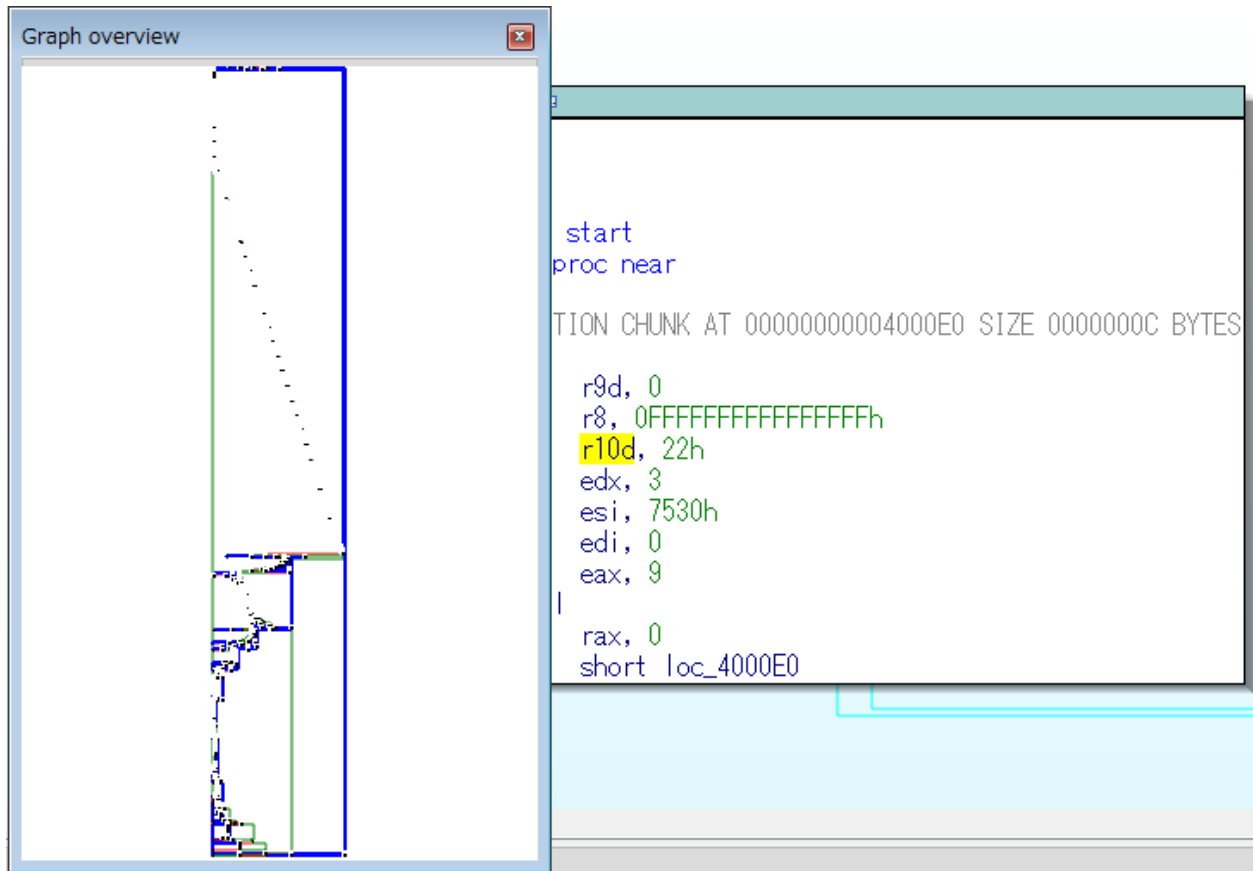 Graph overview
start
proc near
TION CHUNK AT 00000000004000E0 SIZE 0000000C BYTES
r9d, 0
r8, 0FFFFFFFFFFFFFFFFh
r10d, 22h
edx, 3
esi, 7530h
edi, 0
eax, 9
l
rax, 0
short loc_4000E0